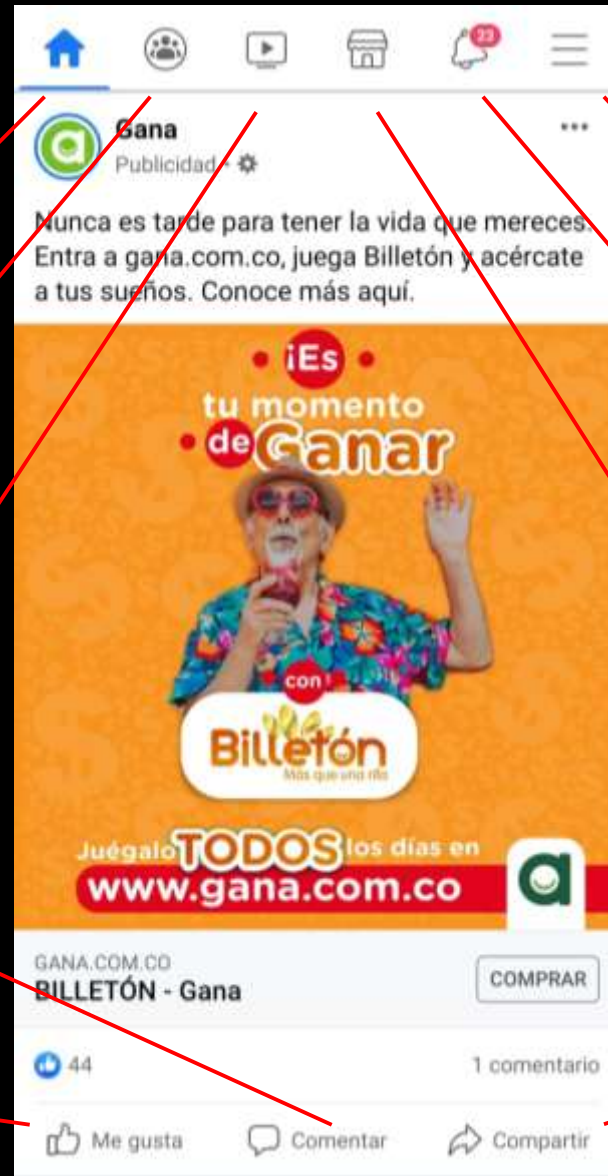 23
Gana
Publicidad
Nunca es tarde para tener la vida que mereces.
Entra a gana.com.co, juega Billetón y acércate
a tus sueños. Conoce más aquí.
¡Es
tu momento
de Ganar
con
Billetón
Más que una rifa
Juégalo TODOS los días en
www.gana.com.co
GANA.COM.CO
BILLETÓN - Gana
COMPRAR
44
1 comentario
Me gusta
Comentar
Compartir